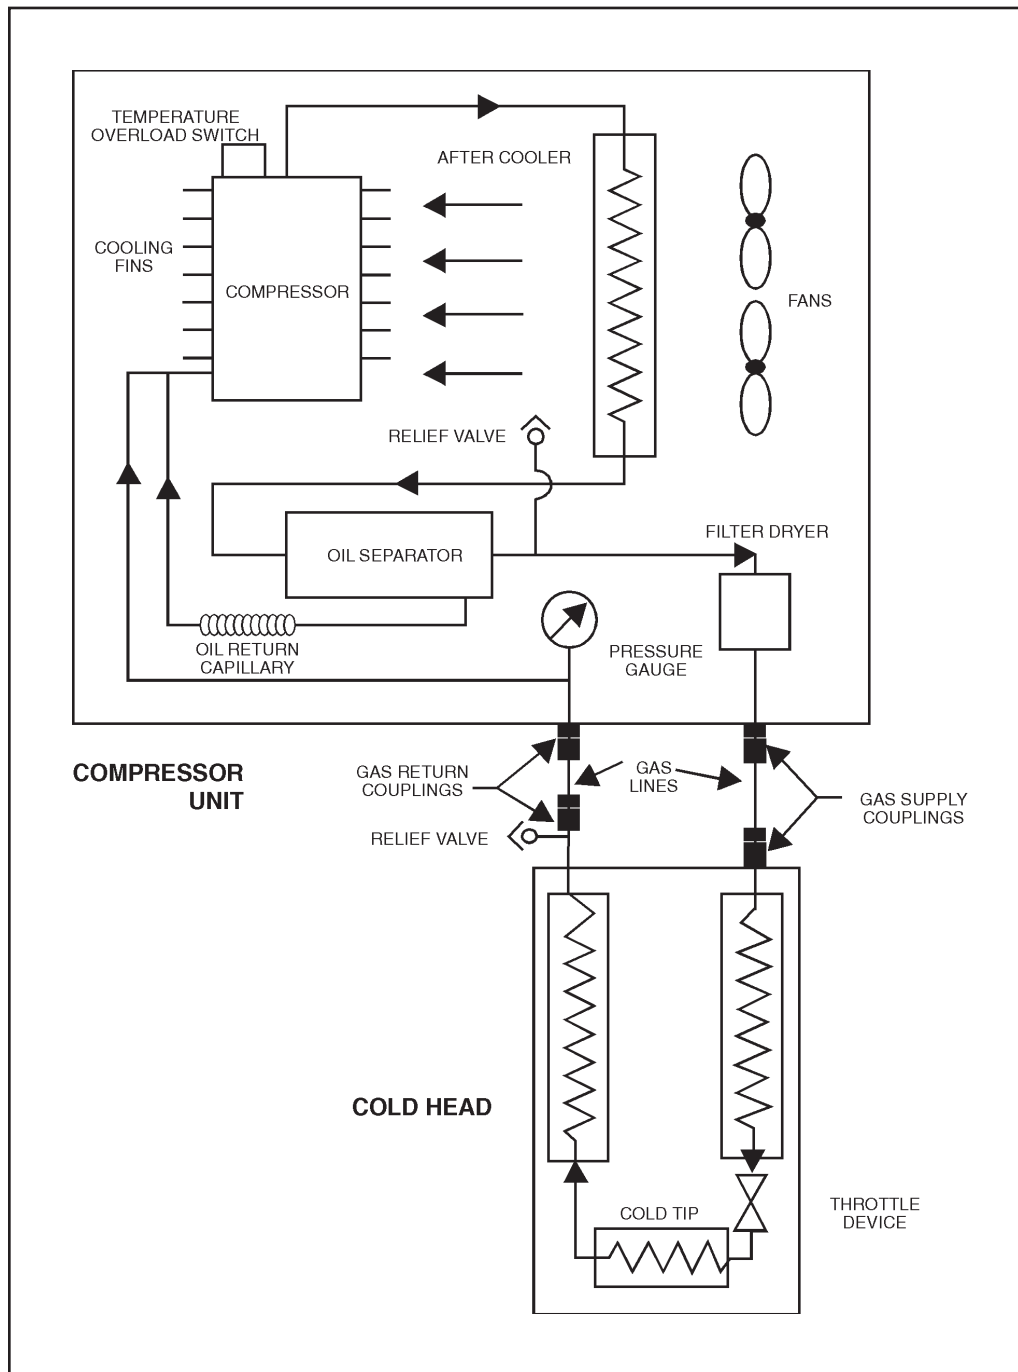 TEMPERATURE
OVERLOAD SWITCH
AFTER COOLER
COOLING
FINS
COMPRESSOR
FANS
RELIEF VALVE
FILTER DRYER
OIL SEPARATOR
OIL RETURN
CAPILLARY
PRESSURE
GAUGE
COMPRESSOR
UNIT
GAS RETURN
COUPLINGS
GAS
LINES
GAS SUPPLY
COUPLINGS
RELIEF VALVE
COLD HEAD
COLD TIP
THROTTLE
DEVICE